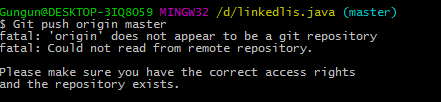 Gungun@DESKTOP-3IQ8O59 MINGW32 /d/linkedlis.java (master)
$ Git push origin master
fatal: 'origin' does not appear to be a git repository
fatal: Could not read from remote repository.
Please make sure you have the correct access rights
and the repository exists.